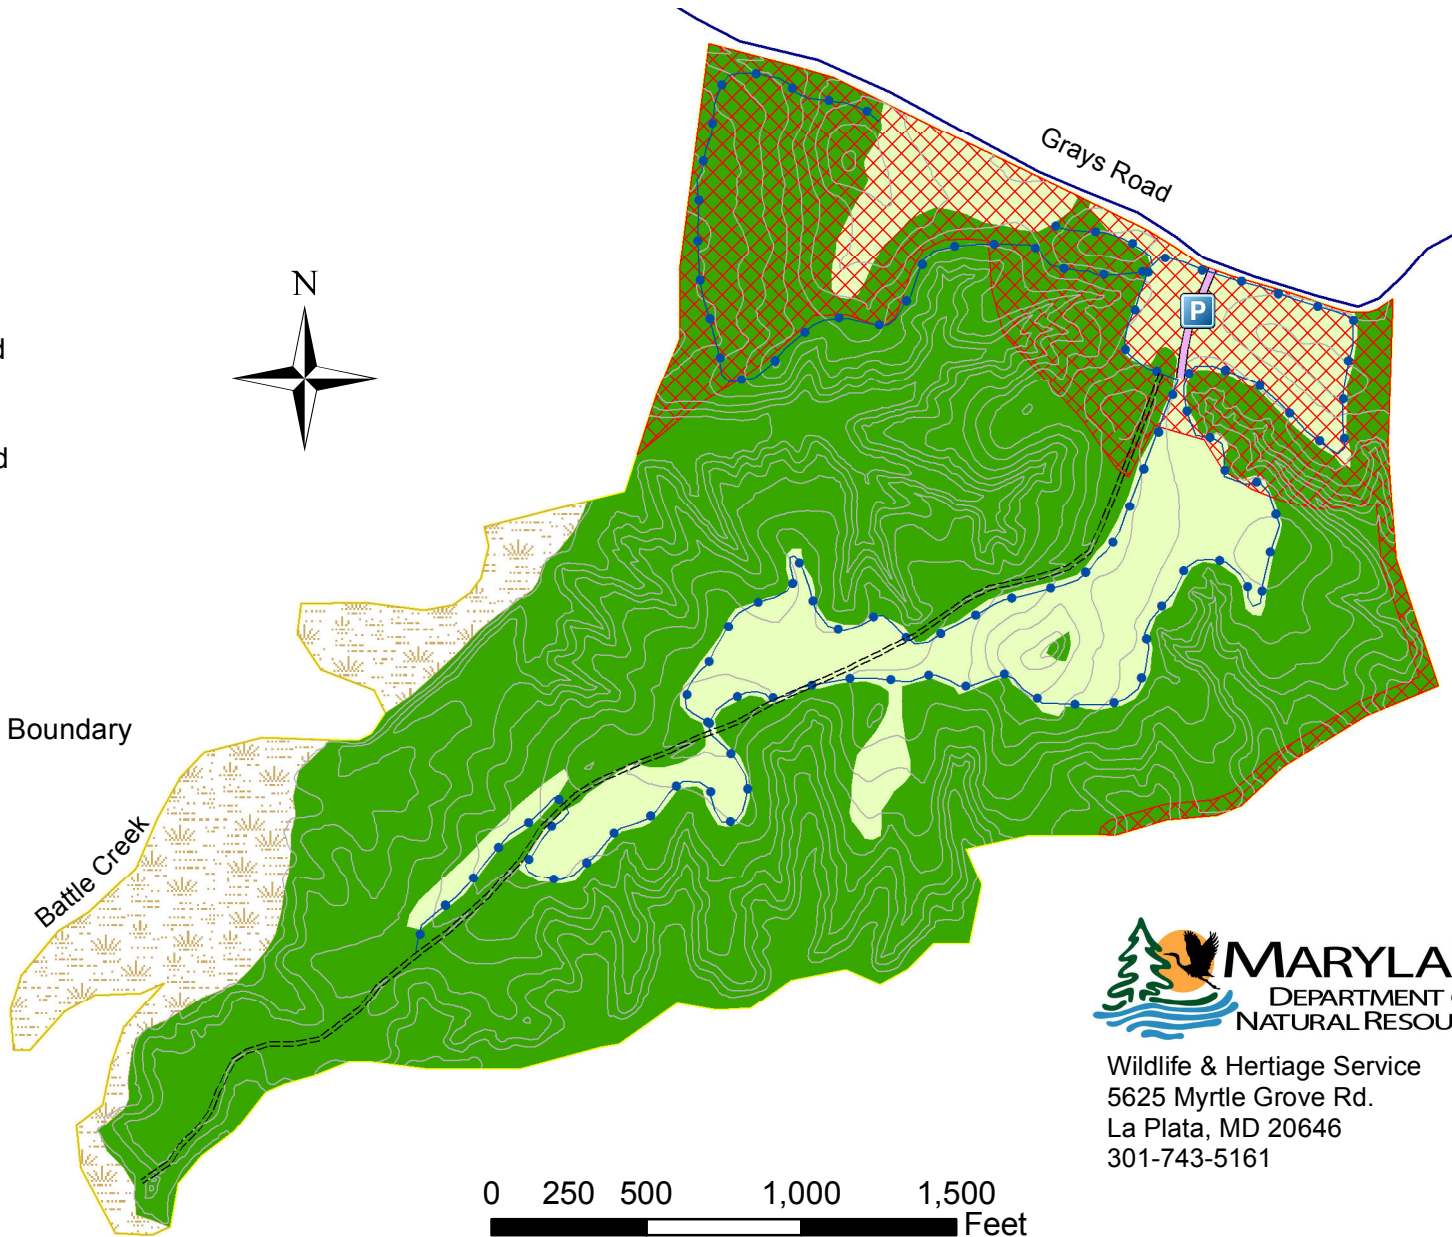 Grays Road
N
P
d
d
Boundary
Battle Creek
MARYLA
DEPARTMENT
NATURAL RESOU
Wildlife & Hertiage Service
5625 Myrtle Grove Rd.
La Plata, MD 20646
301-743-5161
0 250 500 1,000 1,500
Feet